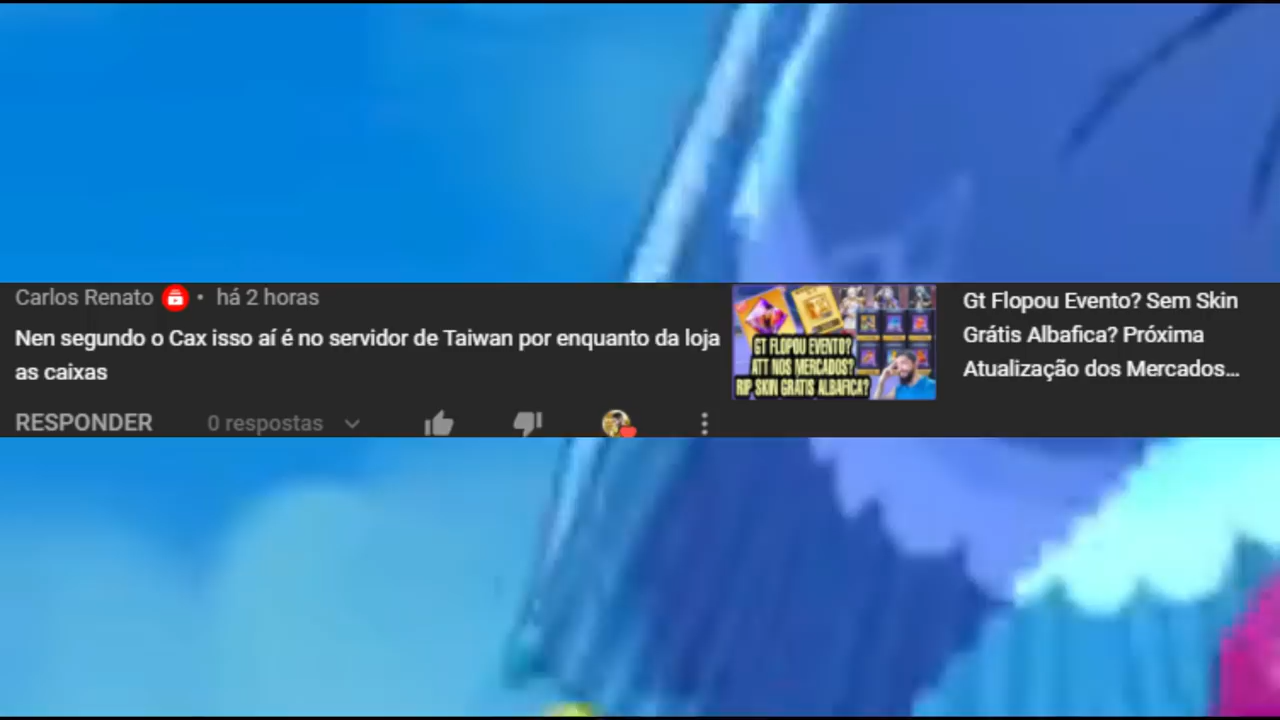 Carlos Renato • há 2 horas
Nen segundo o Cax isso aí é no servidor de Taiwan por enquanto da loja
as caixas
RESPONDER 0 respostas
GT FLOPOU EVENTO?
ATT NOS MERCADOS?
RIP SKIN GRÁTIS ALBAFICA?
Gt Flopou Evento? Sem Skin
Grátis Albafica? Próxima
Atualização dos Mercados...